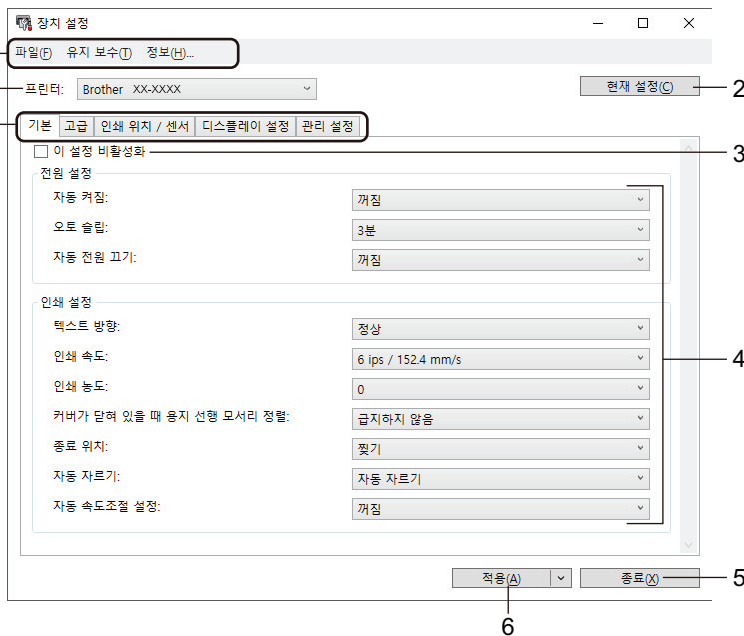 장치 설정
파일(F) 유지 보수(T) 정보(H)...
프린터: Brother XX-XXXX 현재 설정(C) 2
기본 고급 인쇄 위치 / 센서 디스플레이 설정 관리 설정
이 설정 비활성화 3
전원 설정
자동 켜짐: 꺼짐
오토 슬립: 3분
자동 전원 끄기: 꺼짐
인쇄 설정
텍스트 방향: 정상
인쇄 속도: 6 ips / 152.4 mm/s 4
인쇄 농도: 0
커버가 닫혀 있을 때 용지 선행 모서리 정렬: 급지하지 않음
종료 위치: 찢기
자동 자르기: 자동 자르기
자동 속도조절 설정: 꺼짐
적용(A) 종료(X) 5
6